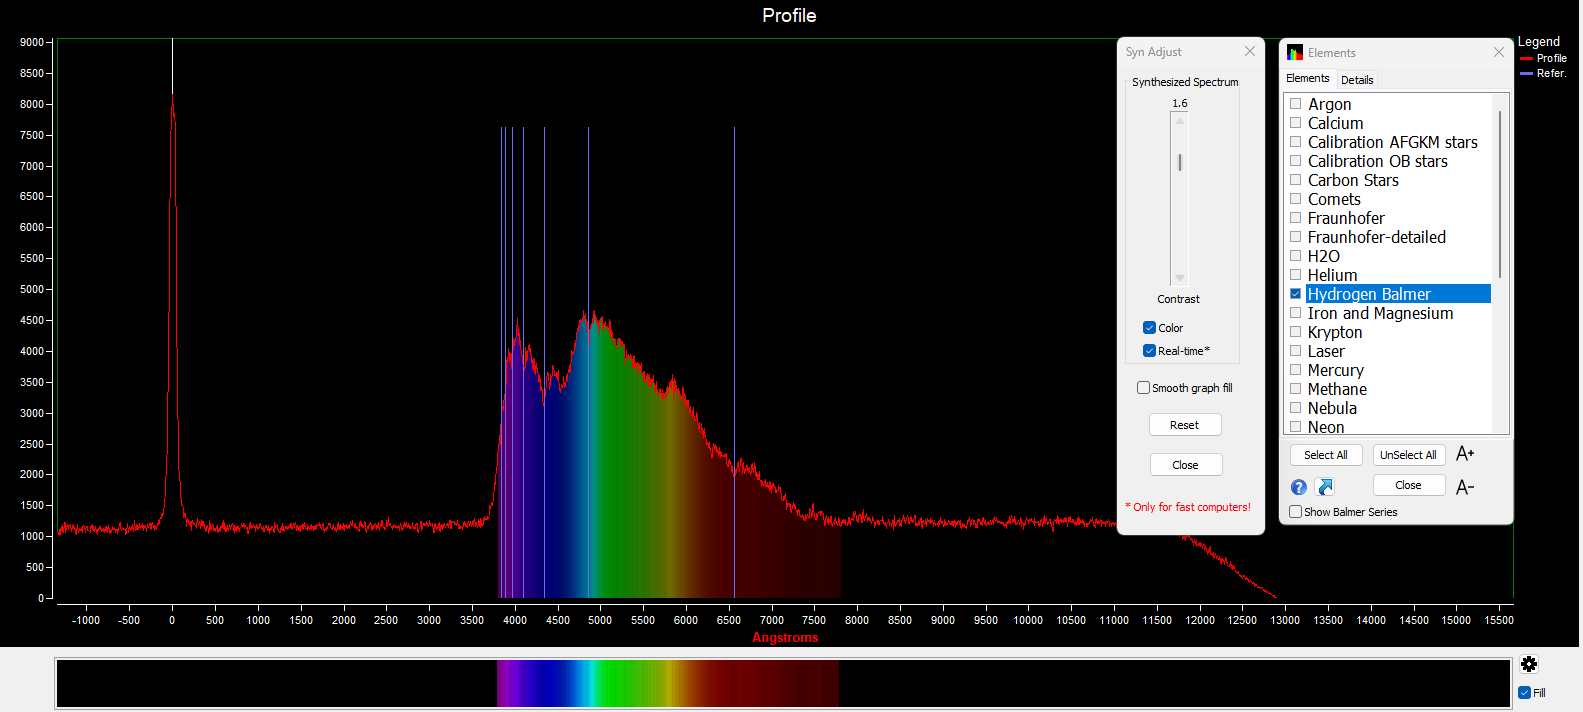 Profile
9000
8500
8000
7500
7000
6500
6000
5500
5000
4500
4000
3500
3000
2500
2000
1500
1000
500
0
-1000 -500 0 500 1000 1500 2000 2500 3000 3500 4000 4500 5000 5500 6000 6500 7000 7500 8000 8500 9000 9500 10000 10500 11000 11500 12000 12500 13000 13500 14000 14500 15000 15500
Angstroms
Syn Adjust
Synthesized Spectrum
1.6
Contrast
Color
Real-time*
Smooth graph fill
Reset
Close
* Only for fast computers!
Elements
Elements Details
Argon
Calcium
Calibration AFGKM stars
Calibration OB stars
Carbon Stars
Comets
Fraunhofer
Fraunhofer-detailed
H2O
Helium
Hydrogen Balmer
Iron and Magnesium
Krypton
Laser
Mercury
Methane
Nebula
Neon
Select All UnSelect All A+
? Close A-
Show Balmer Series
Legend
Profile
Refer.
Fill